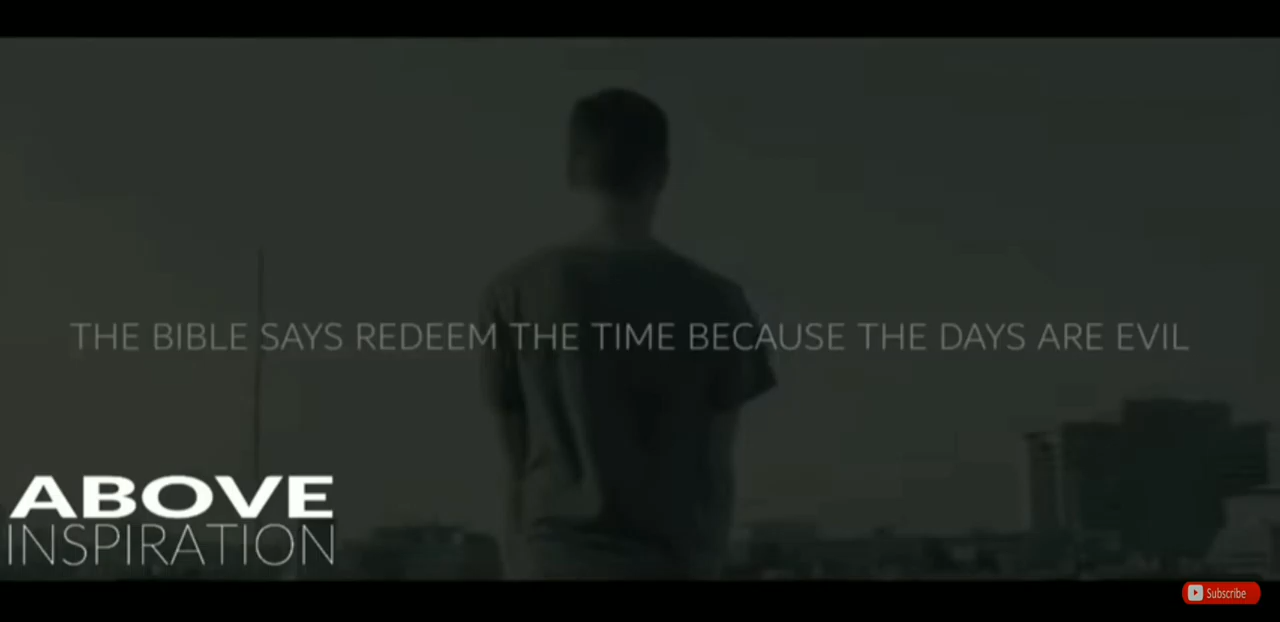 THE BIBLE SAYS REDEEM THE TIME BECAUSE THE DAYS ARE EVIL
ABOVE
INSPIRATION
Subscribe